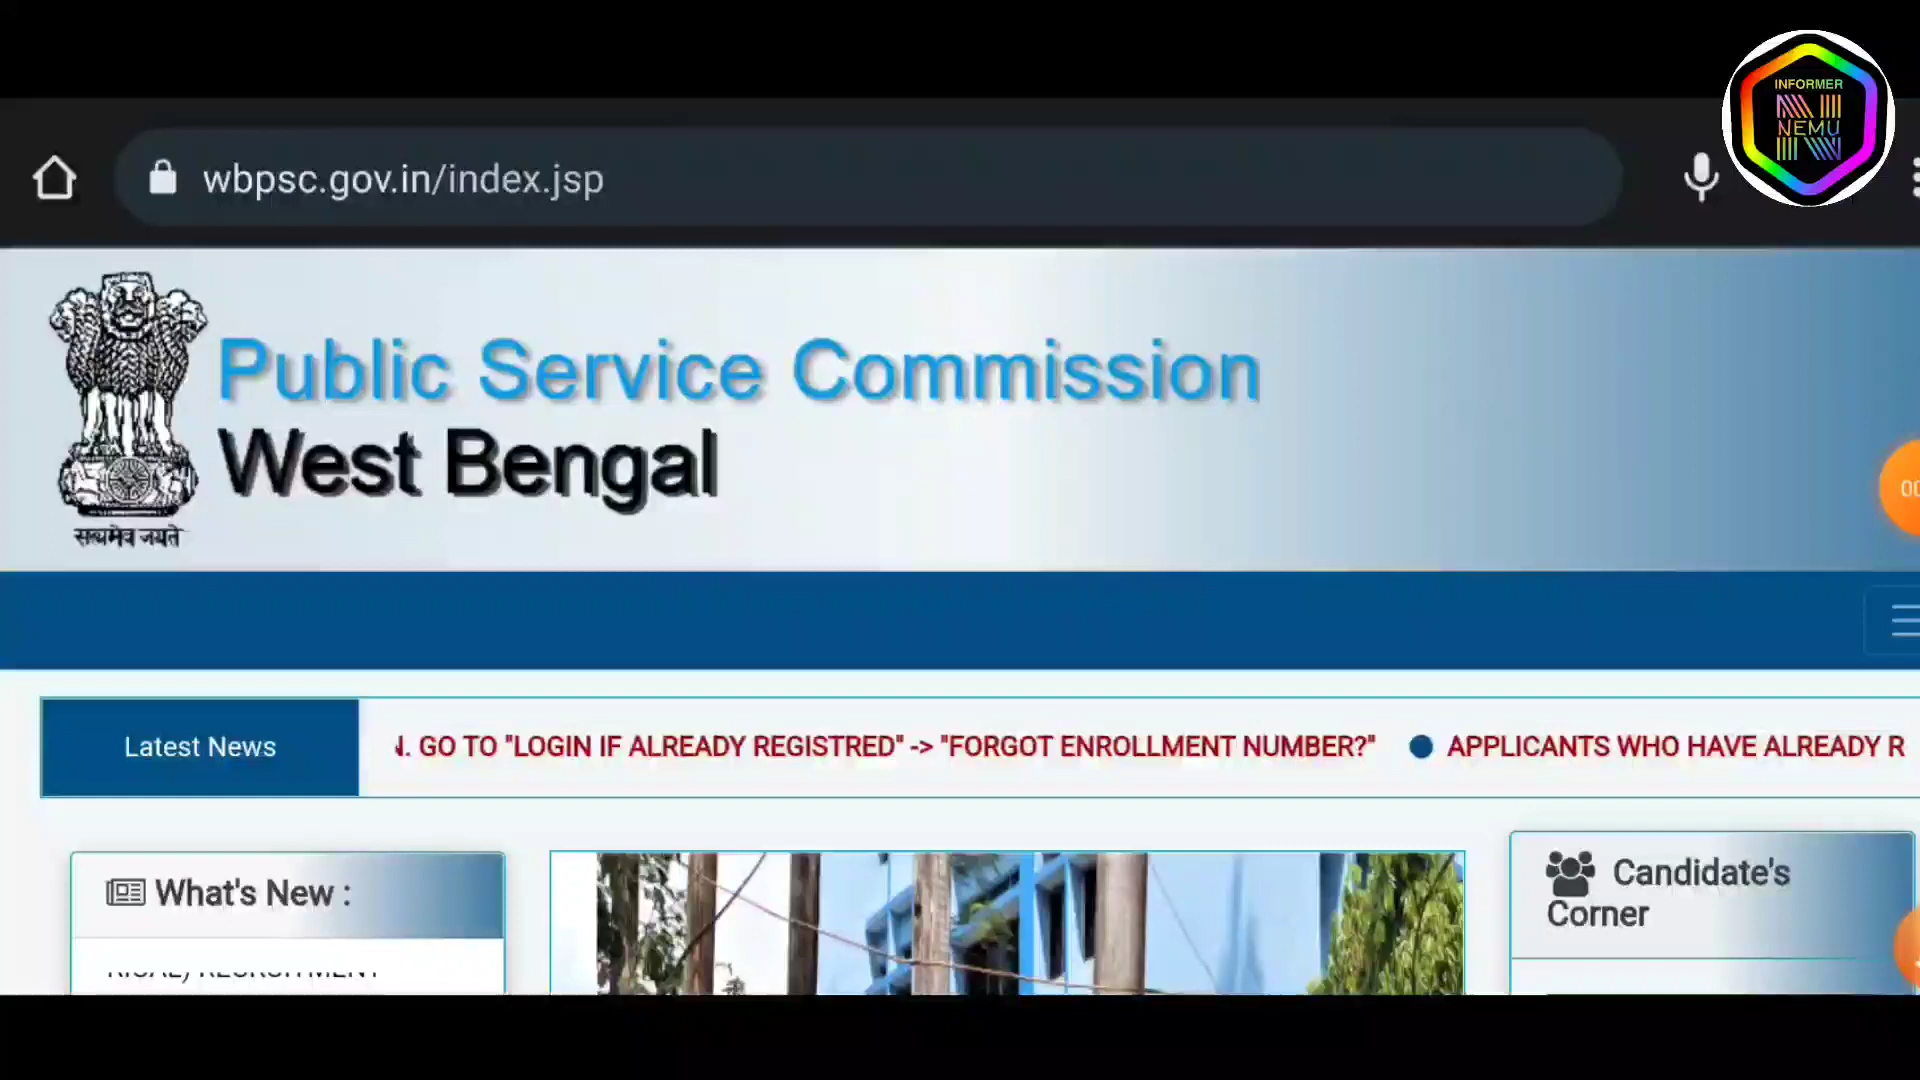 INFORMER
NEMU
wbpsc.gov.in/index.jsp
Public Service Commission
West Bengal
सत्यमेव जयते
Latest News
. GO TO "LOGIN IF ALREADY REGISTRED" -> "FORGOT ENROLLMENT NUMBER?" APPLICANTS WHO HAVE ALREADY R
What's New :
Candidate's
Corner
RECRUITMENT